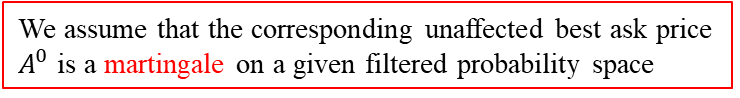 We assume that the corresponding unaffected best ask price
A⁰ is a martingale on a given filtered probability space